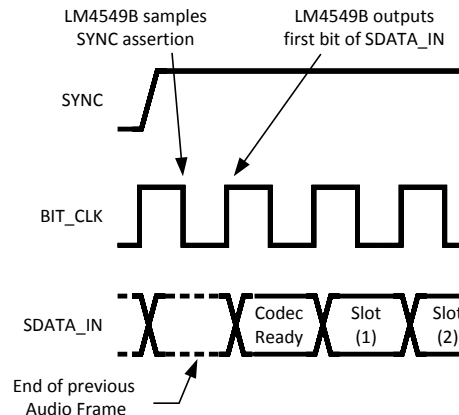 LM4549B samples
SYNC assertion
LM4549B outputs
first bit of SDATA_IN
SYNC
BIT_CLK
SDATA_IN
Codec
Ready
Slot
(1)
Slot
(2)
End of previous
Audio Frame